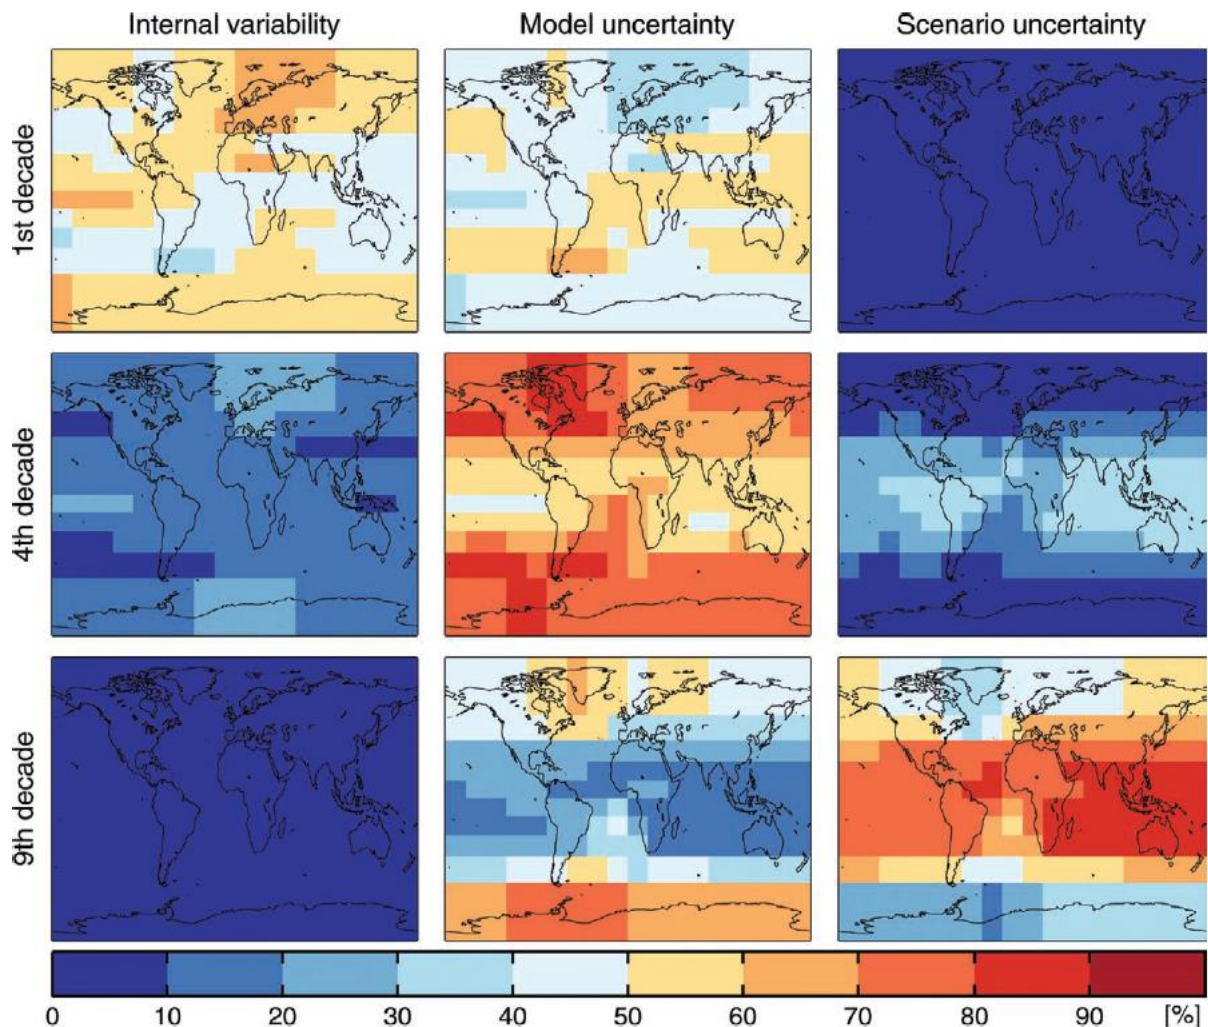 Internal variability Model uncertainty Scenario uncertainty
1st decade
4th decade
9th decade
0 10 20 30 40 50 60 70 80 90 [%]